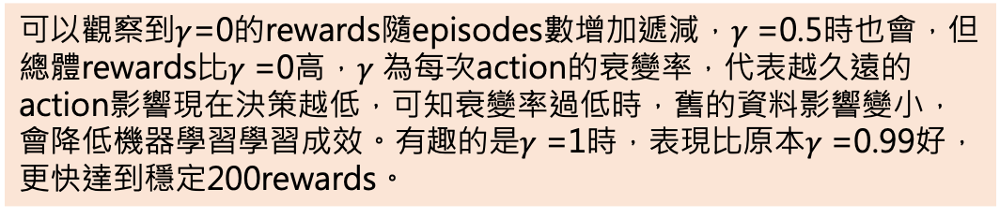 可以觀察到γ=0的rewards隨episodes數增加遞減，γ =0.5時也會，但
總體rewards比γ =0高，γ 為每次action的衰變率，代表越久遠的
action影響現在決策越低，可知衰變率過低時，舊的資料影響變小，
會降低機器學習學習成效。有趣的是γ =1時，表現比原本γ =0.99好，
更快達到穩定200rewards。